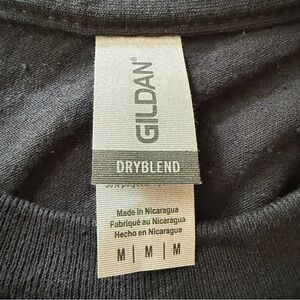 GILDAN®
DRYBLEND
Made in Nicaragua
Fabriqué au Nicaragua
Hecho en Nicaragua
M | M | M